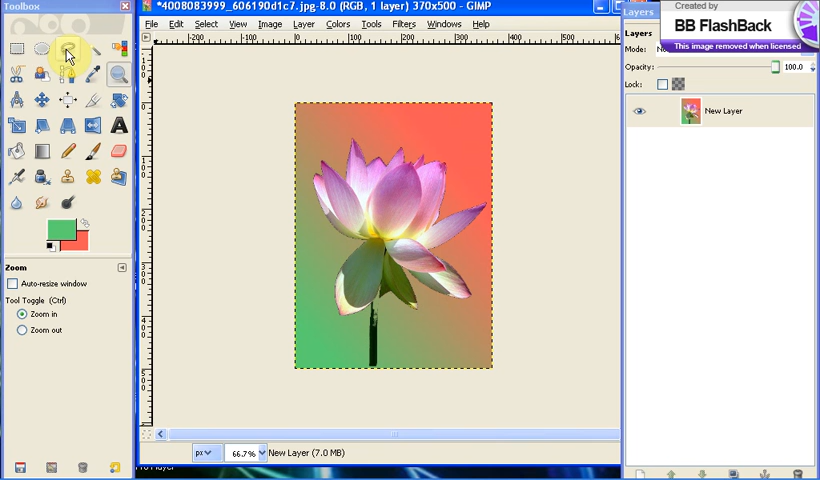 Toolbox
*4008083999_606190d1c7.jpg-8.0 (RGB, 1 layer) 370x500 - GIMP
Created by
BB FlashBack
This image removed when licensed
File Edit Select View Image Layer Colors Tools Filters Windows Help
Layers
Mode:
Opacity: 100.0
Lock:
New Layer
Zoom
Auto-resize window
Tool Toggle (Ctrl)
Zoom in
Zoom out
px 66.7% New Layer (7.0 MB)